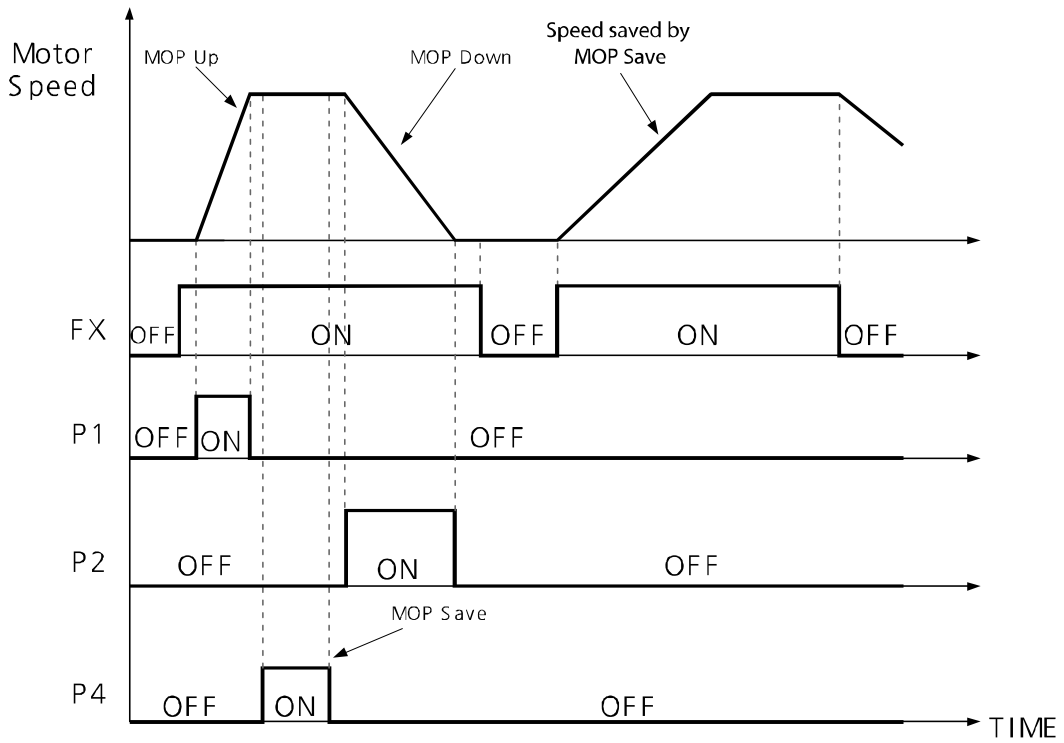 Motor
Speed
MOP Up
MOP Down
Speed saved by
MOP Save
FX
OFF
ON
OFF
ON
OFF
P1
OFF
ON
OFF
P2
OFF
ON
OFF
MOP Save
P4
OFF
ON
OFF
TIME